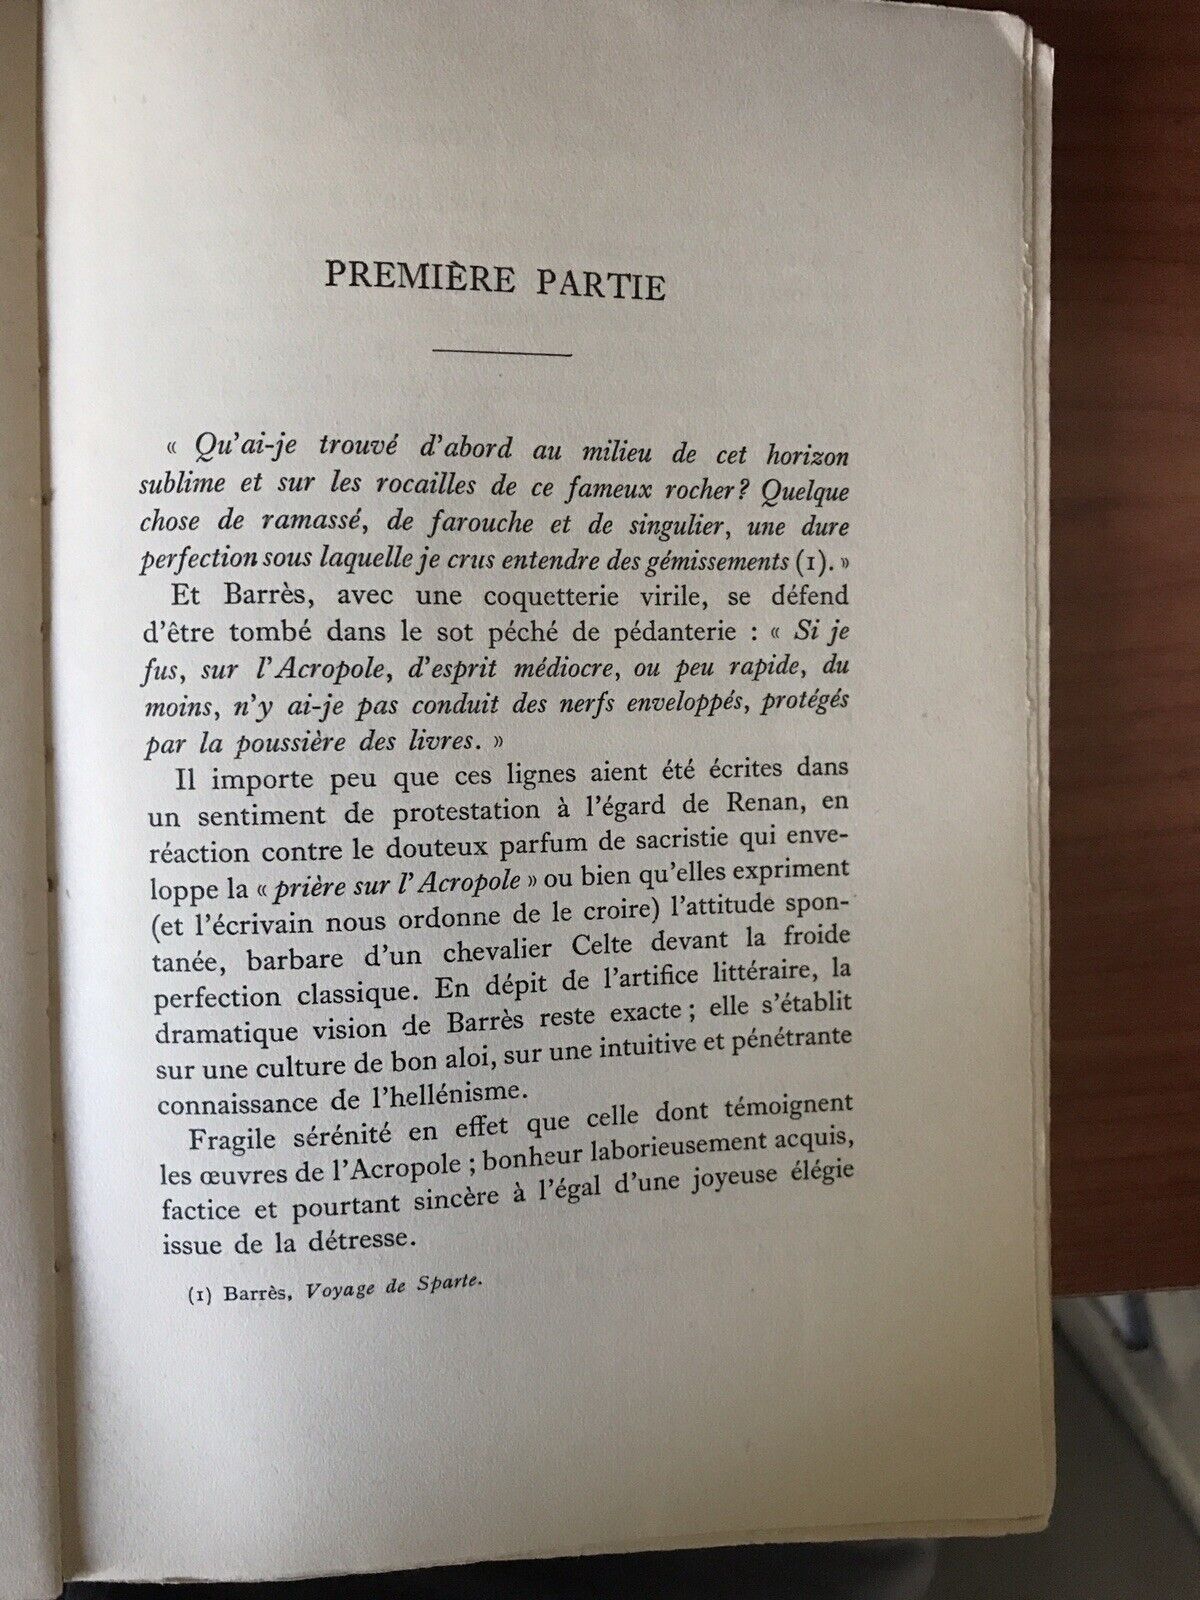 PREMIÈRE PARTIE
« Qu'ai-je trouvé d'abord au milieu de cet horizon
sublime et sur les rocailles de ce fameux rocher? Quelque
chose de ramassé, de farouche et de singulier, une dure
perfection sous laquelle je crus entendre des gémissements (1). »
Et Barrès, avec une coquetterie virile, se défend
d'être tombé dans le sot péché de pédanterie : « Si je
fus, sur l'Acropole, d'esprit médiocre, ou peu rapide, du
moins, n'y ai-je pas conduit des nerfs enveloppés, protégés
par la poussière des livres. »
Il importe peu que ces lignes aient été écrites dans
un sentiment de protestation à l'égard de Renan, en
réaction contre le douteux parfum de sacristie qui enve-
loppe la « prière sur l'Acropole » ou bien qu'elles expriment
(et l'écrivain nous ordonne de le croire) l'attitude spon-
tanée, barbare d'un chevalier Celte devant la froide
perfection classique. En dépit de l'artifice littéraire, la
dramatique vision de Barrès reste exacte ; elle s'établit
sur une culture de bon aloi, sur une intuitive et pénétrante
connaissance de l'hellénisme.
Fragile sérénité en effet que celle dont témoignent
les œuvres de l'Acropole ; bonheur laborieusement acquis,
factice et pourtant sincère à l'égal d'une joyeuse élégie
issue de la détresse.
(1) Barrès, Voyage de Sparte.